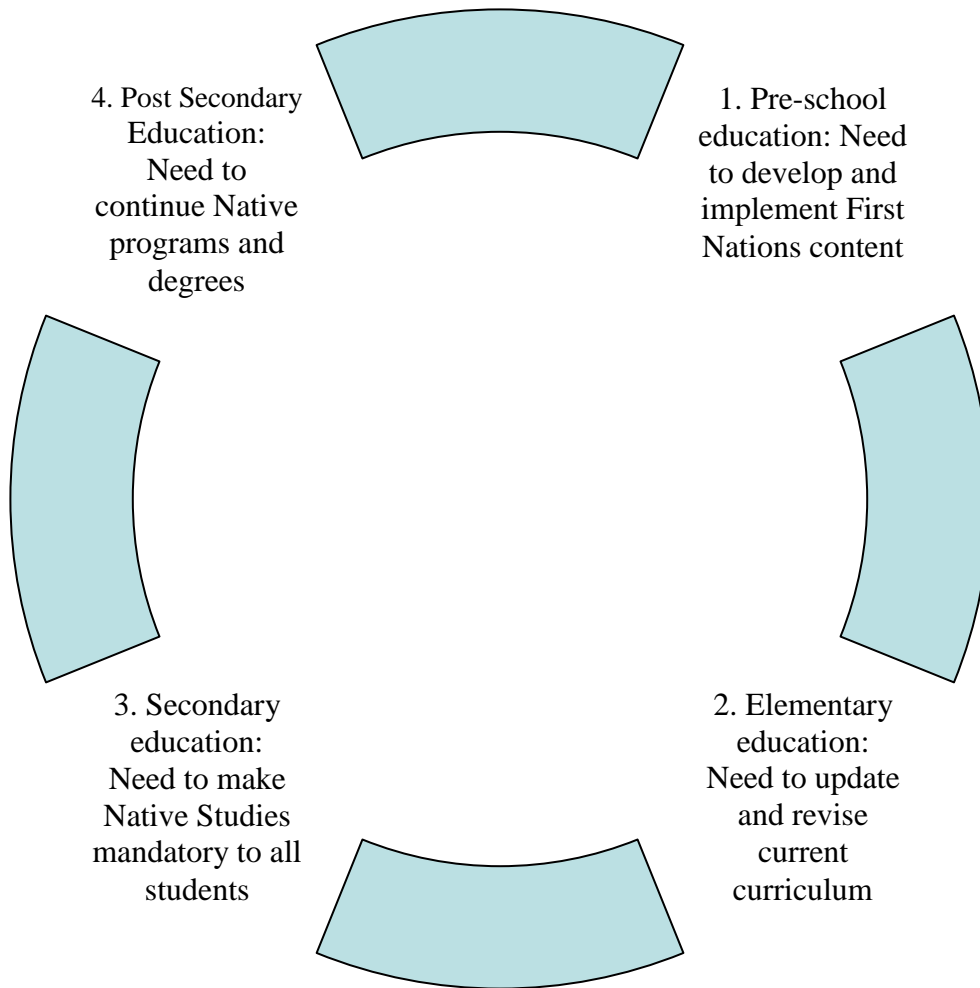 1. Pre-school
education: Need
to develop and
implement First
Nations content
2. Elementary
education:
Need to update
and revise
current
curriculum
3. Secondary
education:
Need to make
Native Studies
mandatory to all
students
4. Post Secondary
Education:
Need to
continue Native
programs and
degrees